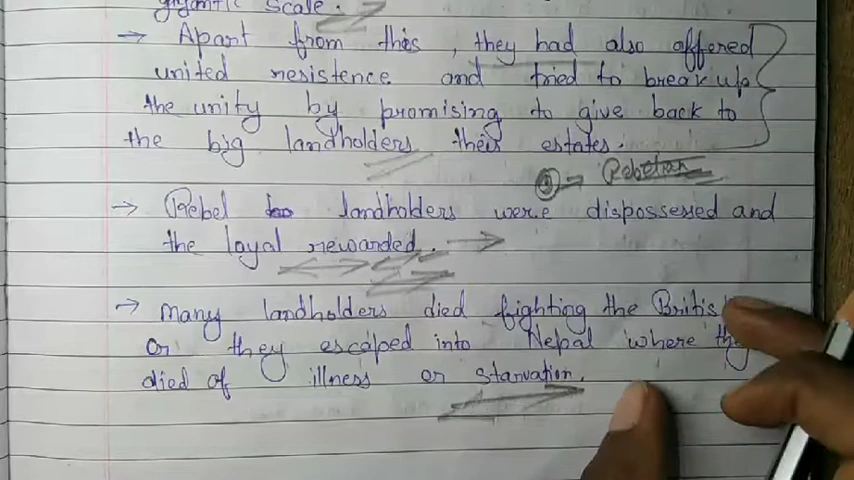 gigantic scale.
→ Apart from this, they had also offered
united resistence and tried to break up
the unity by promising to give back to
the big landholders their estates.
→ Rebel landholders were dispossessed and
the loyal rewarded. →
→ Many landholders died fighting the British
or they escaped into Nepal where they
died of illness or starvation.